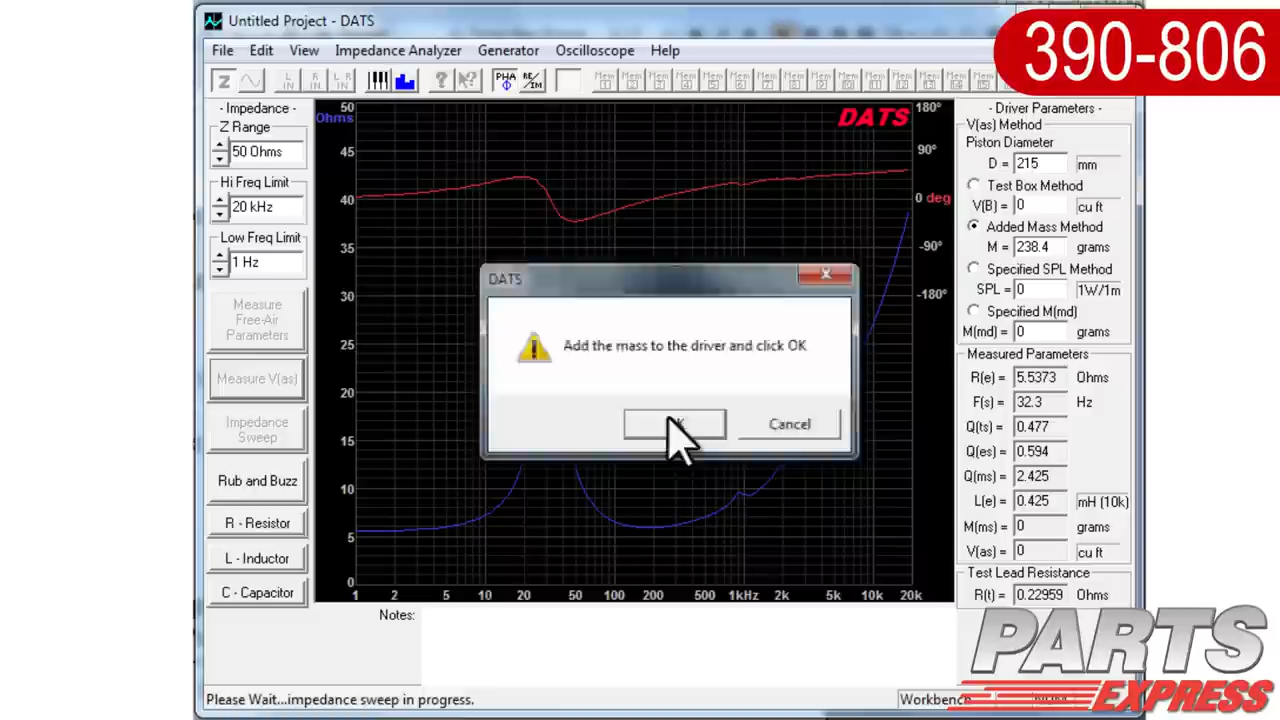 Untitled Project - DATS
390-806
File Edit View Impedance Analyzer Generator Oscilloscope Help
- Impedance -
Z Range
50 Ohms
Hi Freq Limit
20 kHz
Low Freq Limit
1 Hz
Measure
Free-Air
Parameters
Measure V(as)
Impedance
Sweep
Rub and Buzz
R - Resistor
L - Inductor
C - Capacitor
50
Ohms
45
40
35
30
25
20
15
10
5
0
1 2 5 10 20 50 100 200 500 1kHz 2k 5k 10k 20k
DATS
180°
90°
0 deg
-90°
-180°
DATS
Add the mass to the driver and click OK
Cancel
- Driver Parameters -
V(as) Method
Piston Diameter
D = 215 mm
Test Box Method
V(B) = 0 cu ft
Added Mass Method
M = 238.4 grams
Specified SPL Method
SPL = 0 1W/1m
Specified M(md)
M(md) = 0 grams
Measured Parameters
R(e) = 5.5373 Ohms
F(s) = 32.3 Hz
Q(ts) = 0.477
Q(es) = 0.594
Q(ms) = 2.425
L(e) = 0.425 mH (10k)
M(ms) = 0 grams
V(as) = 0 cu ft
Test Lead Resistance
R(t) = 0.22959 Ohms
Notes:
Please Wait...impedance sweep in progress.
Workbench
PARTS
EXPRESS